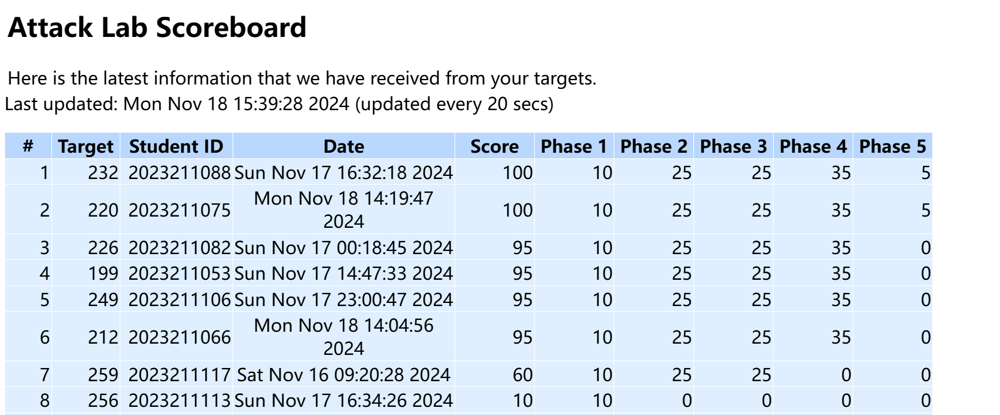 Attack Lab Scoreboard
Here is the latest information that we have received from your targets.
Last updated: Mon Nov 18 15:39:28 2024 (updated every 20 secs)
# Target Student ID Date Score Phase 1 Phase 2 Phase 3 Phase 4 Phase 5
1 232 2023211088 Sun Nov 17 16:32:18 2024 100 10 25 25 35 5
2 220 2023211075 Mon Nov 18 14:19:47 2024 100 10 25 25 35 5
3 226 2023211082 Sun Nov 17 00:18:45 2024 95 10 25 25 35 0
4 199 2023211053 Sun Nov 17 14:47:33 2024 95 10 25 25 35 0
5 249 2023211106 Sun Nov 17 23:00:47 2024 95 10 25 25 35 0
6 212 2023211066 Mon Nov 18 14:04:56 2024 95 10 25 25 35 0
7 259 2023211117 Sat Nov 16 09:20:28 2024 60 10 25 25 0 0
8 256 2023211113 Sun Nov 17 16:34:26 2024 10 10 0 0 0 0